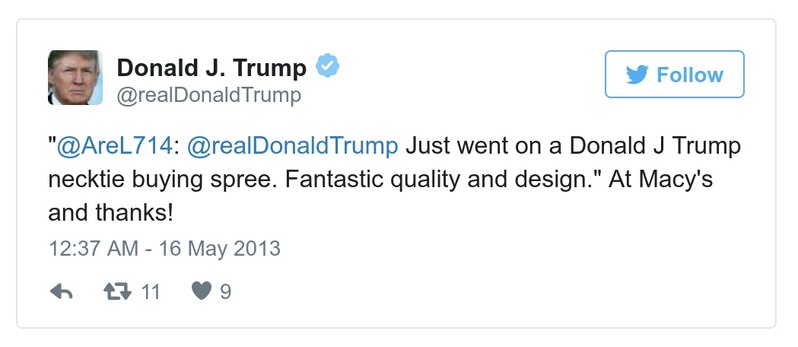 Donald J. Trump
@realDonaldTrump
Follow
"@AreL714: @realDonaldTrump Just went on a Donald J Trump
necktie buying spree. Fantastic quality and design." At Macy's
and thanks!
12:37 AM - 16 May 2013
11 9